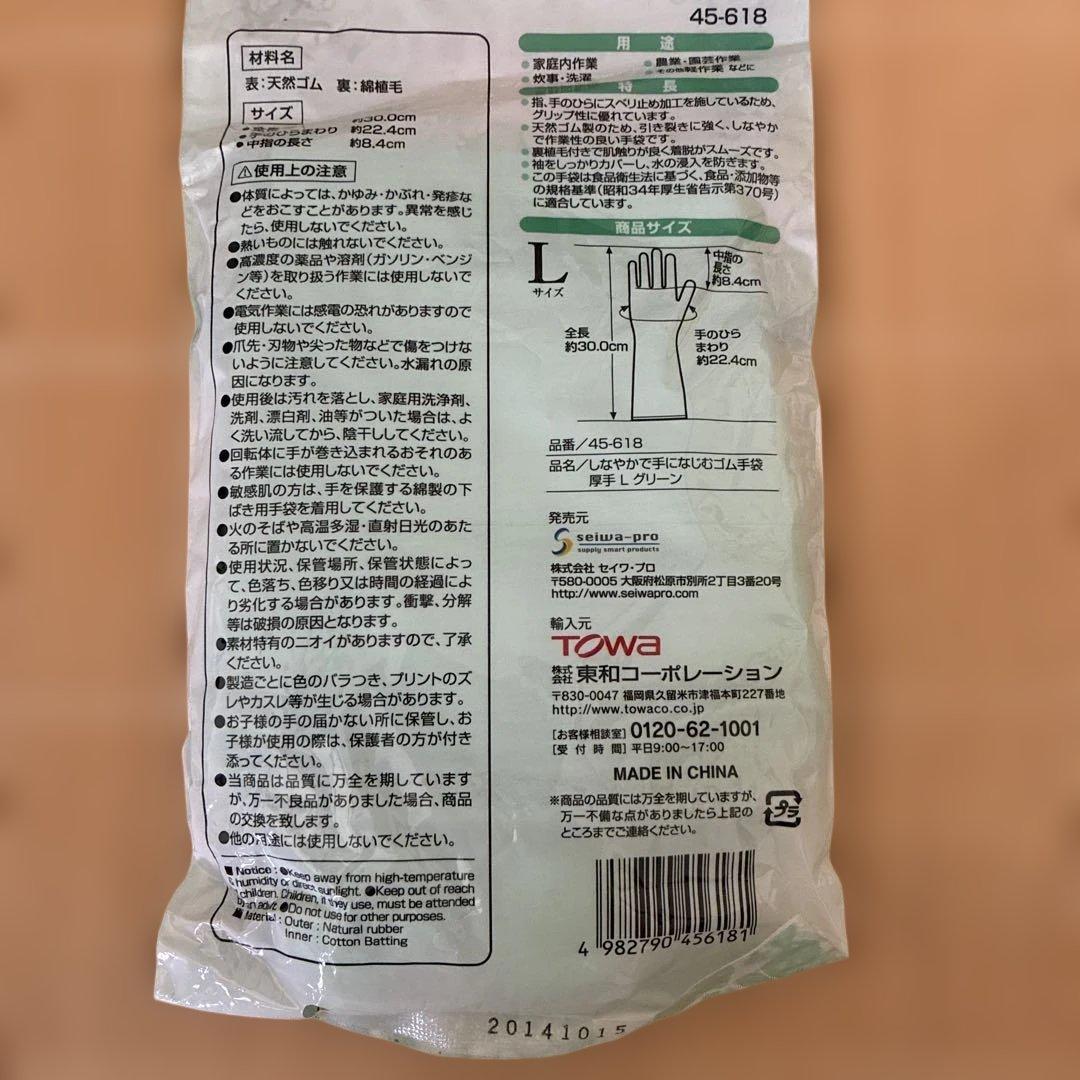 45-618
材料名
表:天然ゴム 裏:綿植毛
サイズ
約30.0cm
●手のひらまわり 約22.4cm
●中指の長さ 約8.4cm
⚠使用上の注意
●体質によっては、かゆみ・かぶれ・発疹な
どをおこすことがあります。異常を感じ
たら、使用しないでください。
●熱いものには触れないでください。
●高濃度の薬品や溶剤(ガソリン・ベンジ
ン等)を取り扱う作業には使用しないで
ください。
●電気作業には感電の恐れがありますので
使用しないでください。
●爪先・刃物や尖った物などで傷をつけな
いように注意してください。水漏れの原
因になります。
●使用後は汚れを落とし、家庭用洗浄剤、
洗剤、漂白剤、油等がついた場合は、よ
く洗い流してから、陰干ししてください。
●回転体に手が巻き込まれるおそれのあ
る作業には使用しないでください。
●敏感肌の方は、手を保護する綿製の下
ばき用手袋を着用してください。
●火のそばや高温多湿・直射日光のあた
る所に置かないでください。
●使用状況、保管場所、保管状態によっ
て、色落ち、色移り又は時間の経過によ
り劣化する場合があります。衝撃、分解
等は破損の原因となります。
●素材特有のニオイがありますので、了承
ください。
●製造ごとに色のバラつき、プリントのズ
レやカスレ等が生じる場合があります。
●お子様の手の届かない所に保管し、お
子様が使用の際は、保護者の方が付き
添ってください。
●当商品は品質に万全を期しています
が、万一不良品がありました場合、商品
の交換を致します。
●他の用途には使用しないでください。
■Notice:●Keep away from high-temperature
& humidity or direct sunlight. ●Keep out of reach
children. Children, if they use, must be attended
by an advlt ●Do not use for other purposes.
■Material: Outer: Natural rubber
Inner: Cotton Batting
用途
●家庭内作業 ●農業・園芸作業
●炊事・洗濯 ●その他軽作業 などに
特長
●指、手のひらにスベリ止め加工を施しているため、
グリップ性に優れています。
●天然ゴム製のため、引き裂きに強く、しなやか
で作業性の良い手袋です。
●裏植毛付きで肌触りが良く着脱がスムーズです。
●袖をしっかりカバーし、水の浸入を防ぎます。
●この手袋は食品衛生法に基づく、食品・添加物等
の規格基準(昭和34年厚生省告示第370号)
に適合しています。
商品サイズ
L
サイズ
中指の
長さ
約8.4cm
全長
約30.0cm
手のひら
まわり
約22.4cm
品番/45-618
品名/しなやかで手になじむゴム手袋
厚手 L グリーン
発売元
seiwa-pro
supply smart products
株式会社 セイワ・プロ
〒580-0005 大阪府松原市別所2丁目3番20号
http://www.seiwapro.com
輸入元
TOWA
株式会社 東和コーポレーション
〒830-0047 福岡県久留米市津福本町227番地
http://www.towaco.co.jp
[お客様相談室] 0120-62-1001
[受付時間] 平日9:00〜17:00
MADE IN CHINA
※商品の品質には万全を期していますが、
万一不備な点がありましたら上記の
ところまでご連絡ください。
プラ
4 982790 456181
20141015